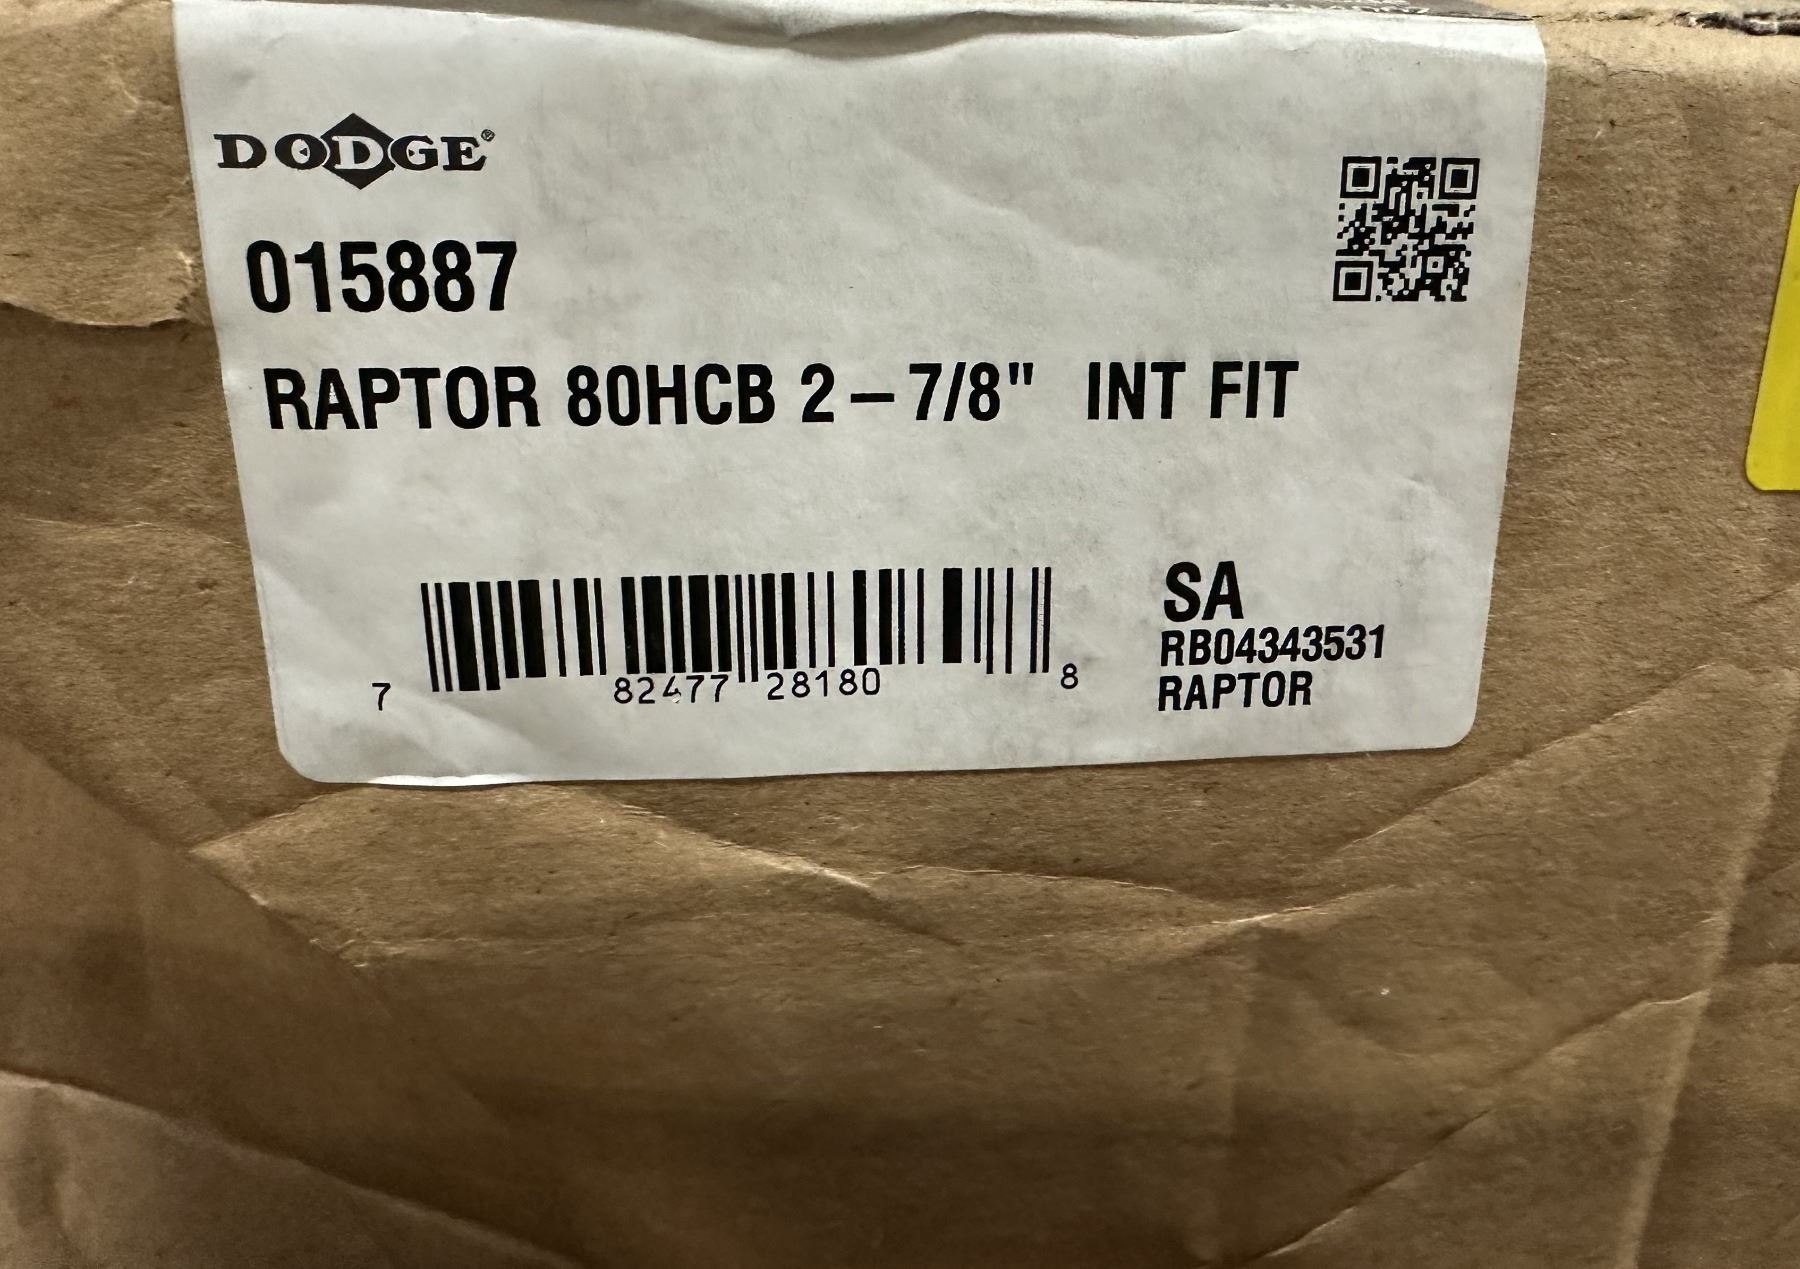 DODGE®
015887
RAPTOR 80HCB 2 – 7/8" INT FIT
7 82477 28180 8
SA
RB04343531
RAPTOR